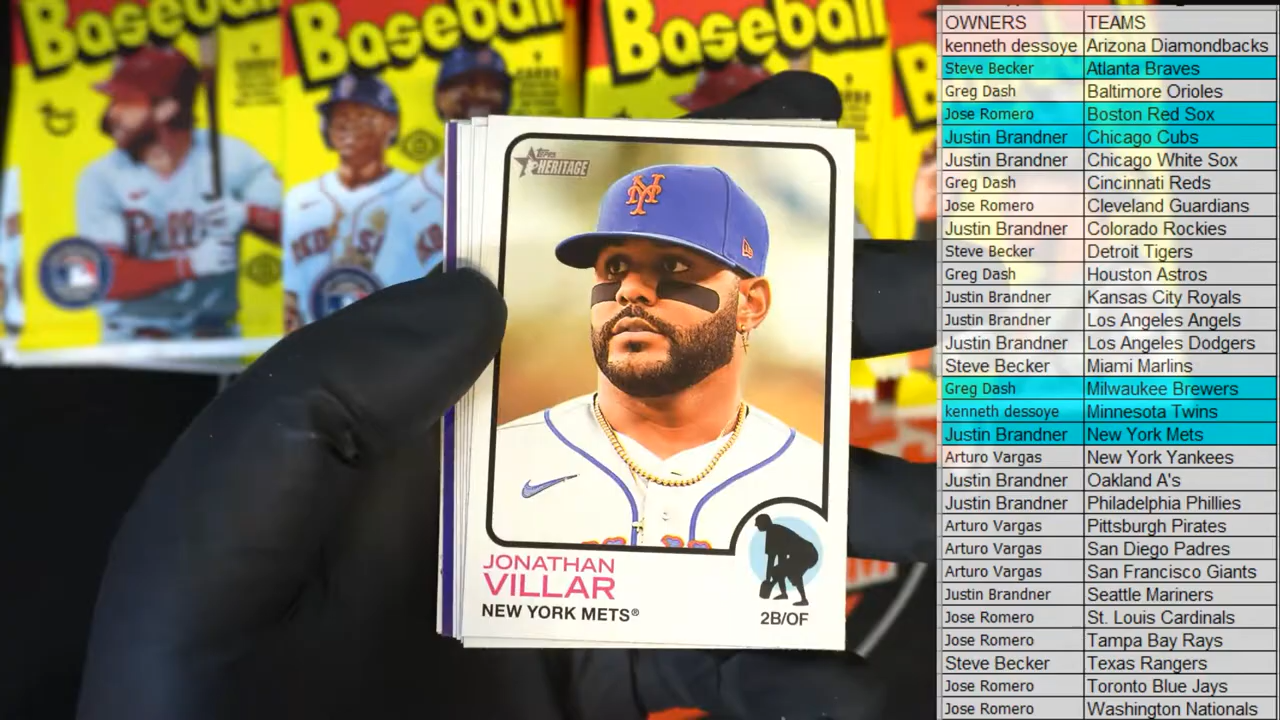 Baseball
Baseball
Baseball
Phill
Topps
HERITAGE
NY
JONATHAN
VILLAR
NEW YORK METS®
2B/OF
OWNERS TEAMS
kenneth dessoye Arizona Diamondbacks
Steve Becker Atlanta Braves
Greg Dash Baltimore Orioles
Jose Romero Boston Red Sox
Justin Brandner Chicago Cubs
Justin Brandner Chicago White Sox
Greg Dash Cincinnati Reds
Jose Romero Cleveland Guardians
Justin Brandner Colorado Rockies
Steve Becker Detroit Tigers
Greg Dash Houston Astros
Justin Brandner Kansas City Royals
Justin Brandner Los Angeles Angels
Justin Brandner Los Angeles Dodgers
Steve Becker Miami Marlins
Greg Dash Milwaukee Brewers
kenneth dessoye Minnesota Twins
Justin Brandner New York Mets
Arturo Vargas New York Yankees
Justin Brandner Oakland A's
Justin Brandner Philadelphia Phillies
Arturo Vargas Pittsburgh Pirates
Arturo Vargas San Diego Padres
Arturo Vargas San Francisco Giants
Justin Brandner Seattle Mariners
Jose Romero St. Louis Cardinals
Jose Romero Tampa Bay Rays
Steve Becker Texas Rangers
Jose Romero Toronto Blue Jays
Jose Romero Washington Nationals